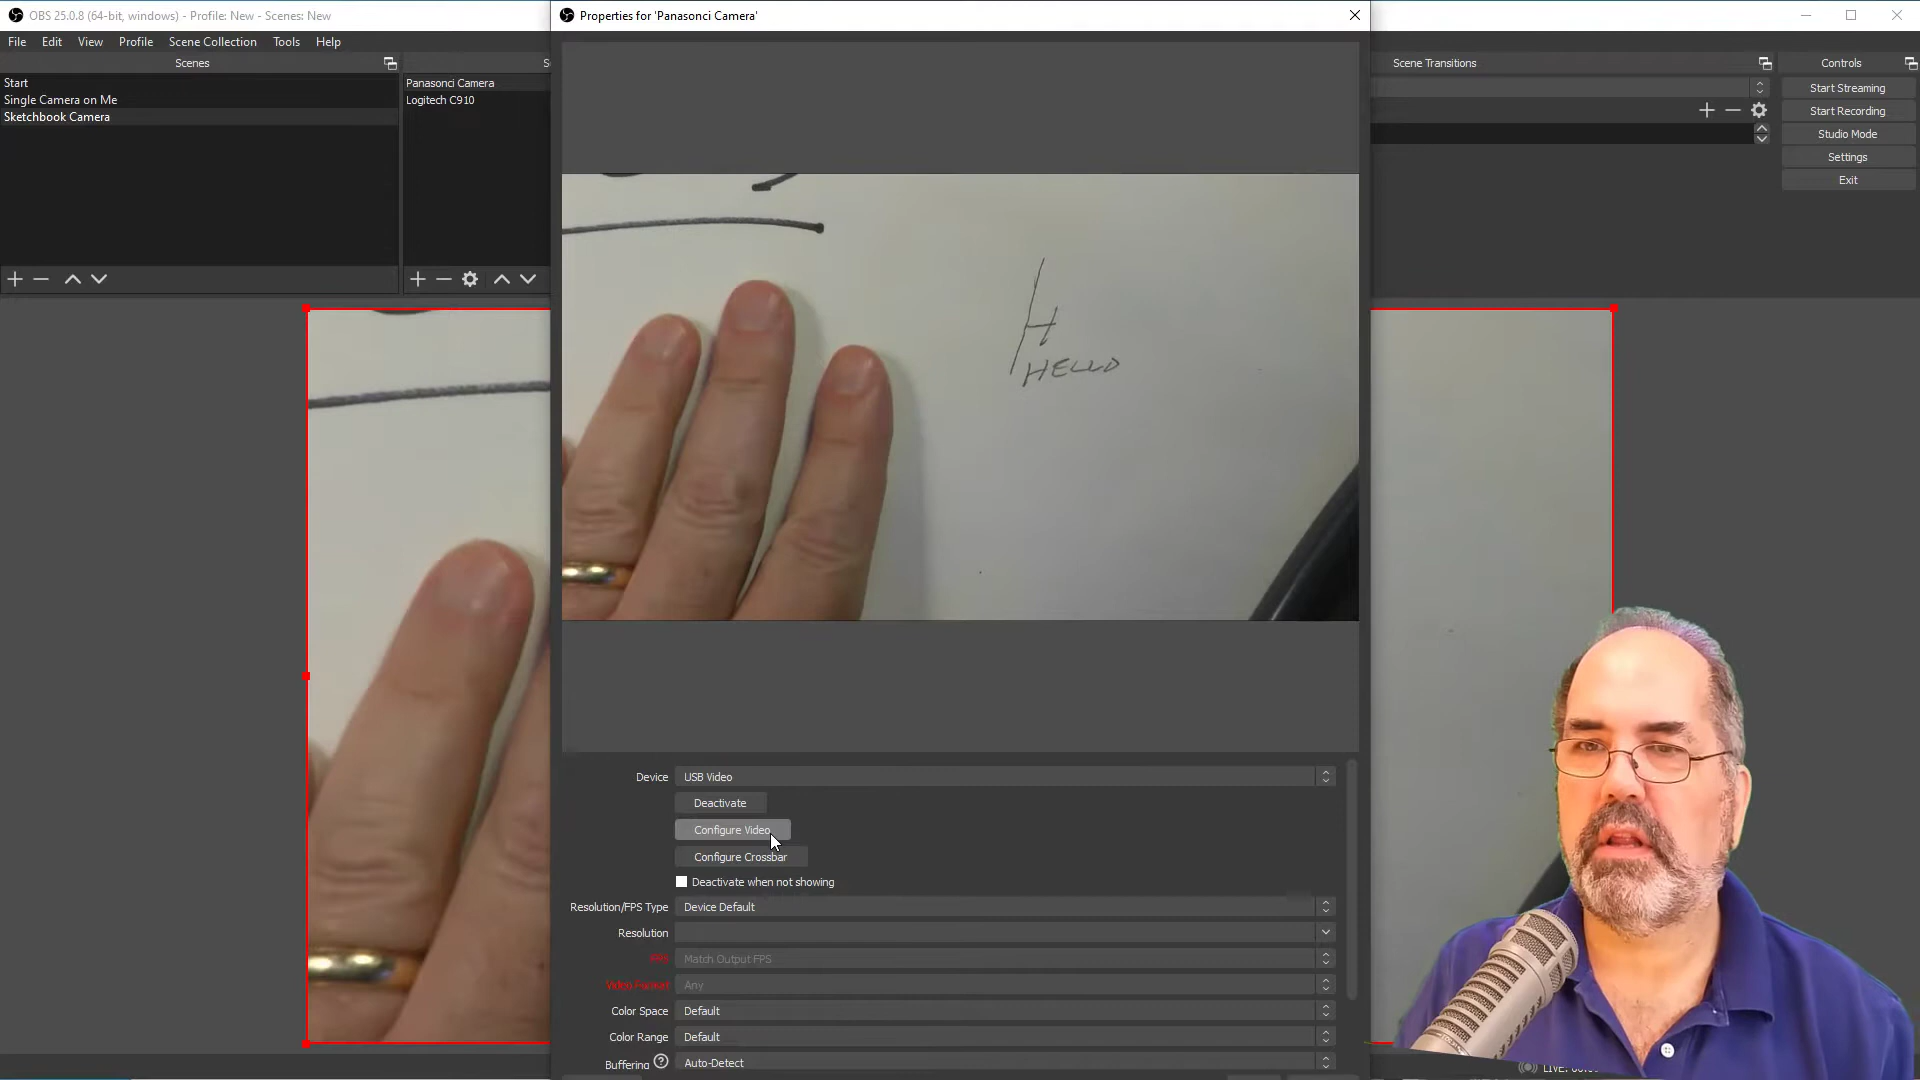 OBS 25.0.8 (64-bit, windows) - Profile: New - Scenes: New
Properties for 'Panasonci Camera'
File Edit View Profile Scene Collection Tools Help
Scenes
Scene Transitions
Controls
Start
Single Camera on Me
Sketchbook Camera
Panasonci Camera
Logitech C910
Start Streaming
Start Recording
Studio Mode
Settings
Exit
H
HELLO
Device USB Video
Deactivate
Configure Video
Configure Crossbar
Deactivate when not showing
Resolution/FPS Type Device Default
Resolution
FPS Match Output FPS
Video Format Any
Color Space Default
Color Range Default
Buffering ? Auto-Detect
LIVE: